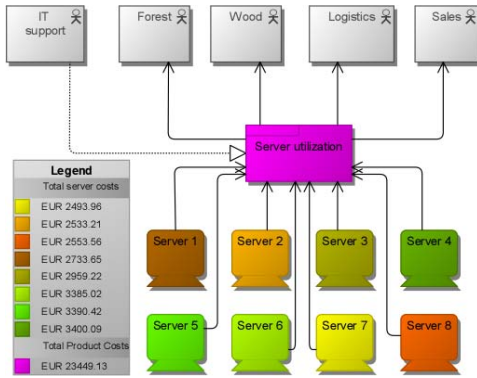 IT
support
Forest
Wood
Logistics
Sales
Server utilization
Legend
Total server costs
EUR 2493.96
EUR 2533.21
EUR 2553.56
EUR 2733.65
EUR 2959.22
EUR 3385.02
EUR 3390.42
EUR 3400.09
Total Product Costs
EUR 23449.13
Server 1
Server 2
Server 3
Server 4
Server 5
Server 6
Server 7
Server 8